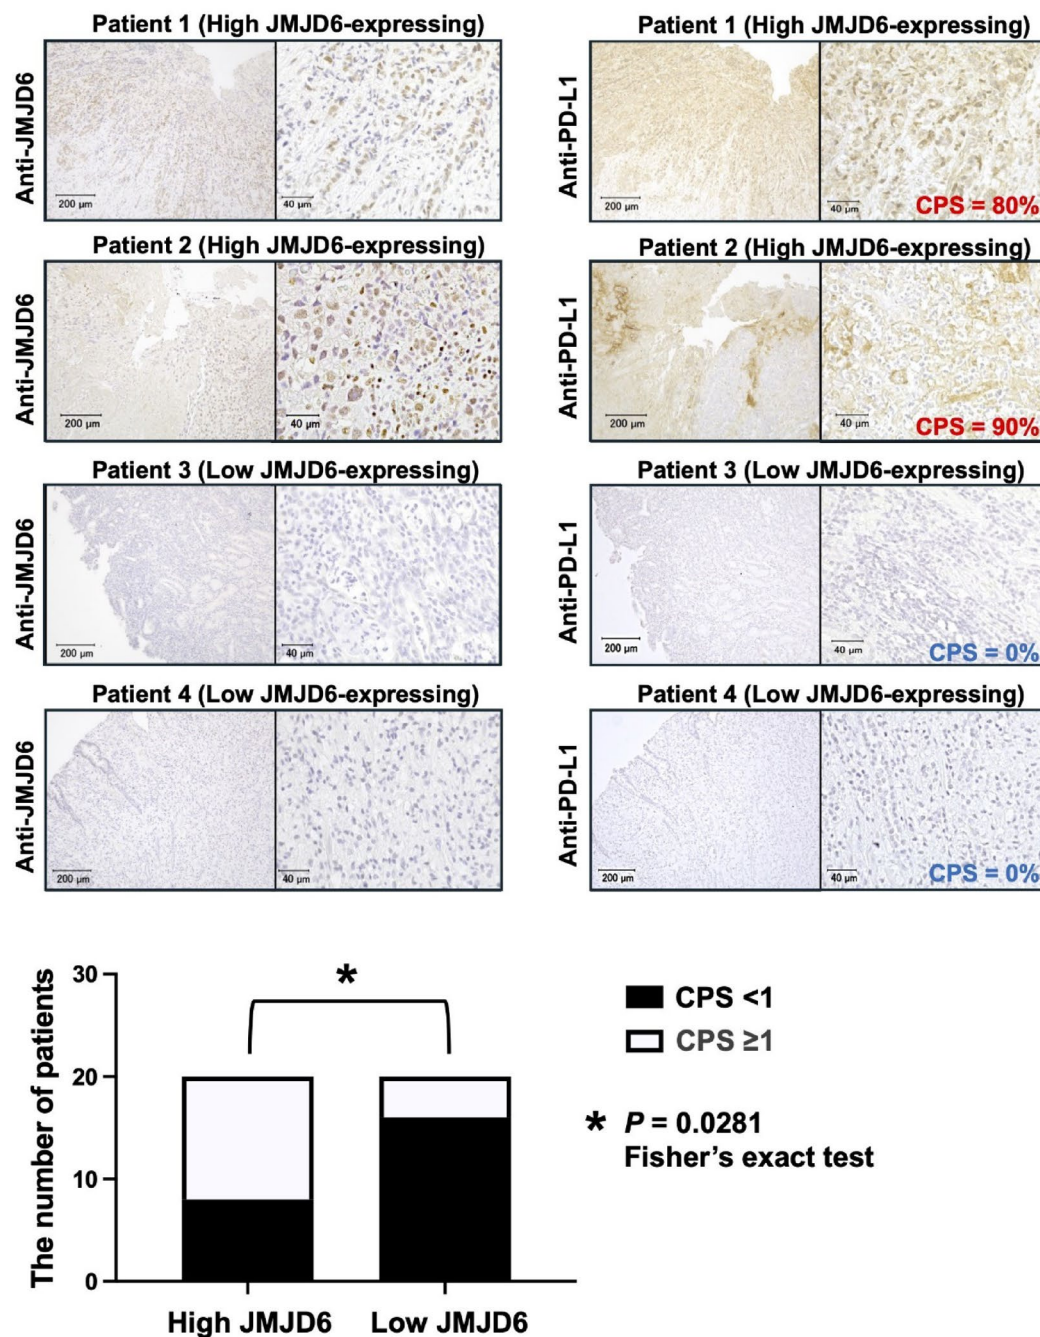 Patient 1 (High JMJD6-expressing)
Anti-JMJD6
200 µm
40 µm
Patient 1 (High JMJD6-expressing)
Anti-PD-L1
200 µm
40 µm
CPS = 80%
Patient 2 (High JMJD6-expressing)
Anti-JMJD6
200 µm
40 µm
Patient 2 (High JMJD6-expressing)
Anti-PD-L1
200 µm
40 µm
CPS = 90%
Patient 3 (Low JMJD6-expressing)
Anti-JMJD6
200 µm
40 µm
Patient 3 (Low JMJD6-expressing)
Anti-PD-L1
200 µm
40 µm
CPS = 0%
Patient 4 (Low JMJD6-expressing)
Anti-JMJD6
200 µm
40 µm
Patient 4 (Low JMJD6-expressing)
Anti-PD-L1
200 µm
40 µm
CPS = 0%
The number of patients
30
20
10
0
*
High JMJD6
Low JMJD6
CPS <1
CPS ≥1
* P = 0.0281
Fisher’s exact test